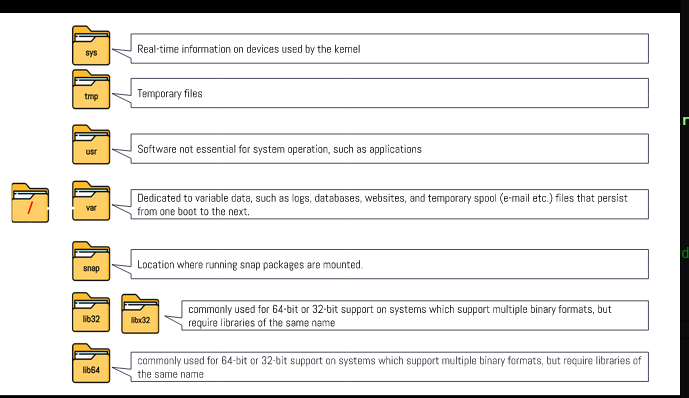 sys
Real-time information on devices used by the kernel
tmp
Temporary files
usr
Software not essential for system operation, such as applications
/
var
Dedicated to variable data, such as logs, databases, websites, and temporary spool (e-mail etc.) files that persist
from one boot to the next.
snap
Location where running snap packages are mounted.
lib32
libx32
commonly used for 64-bit or 32-bit support on systems which support multiple binary formats, but
require libraries of the same name
lib64
commonly used for 64-bit or 32-bit support on systems which support multiple binary formats, but require libraries of
the same name